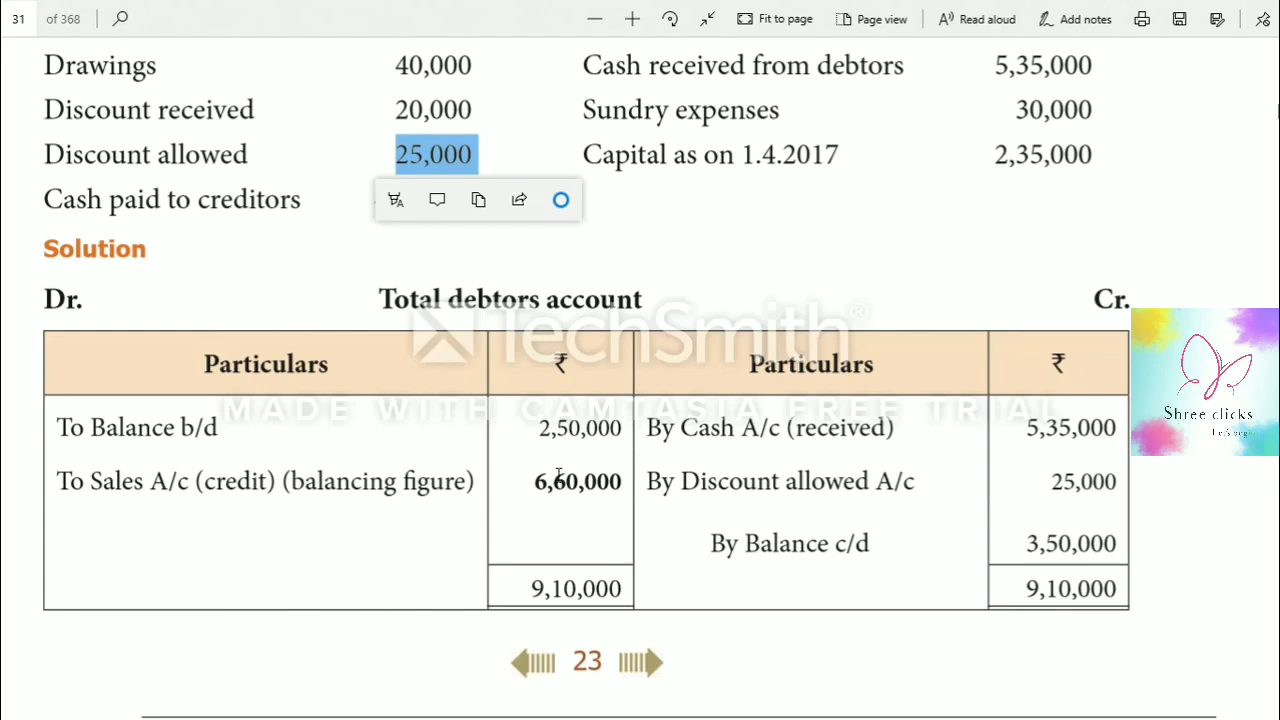 31 of 368 Fit to page Page view Read aloud Add notes
Drawings 40,000 Cash received from debtors 5,35,000
Discount received 20,000 Sundry expenses 30,000
Discount allowed 25,000 Capital as on 1.4.2017 2,35,000
Cash paid to creditors
Solution
Dr. Total debtors account Cr.
TechSmith®
Particulars ₹ Particulars ₹
MADE WITH CAMTASIA FREE TRIAL
Shree clicks
To Balance b/d 2,50,000 By Cash A/c (received) 5,35,000
To Sales A/c (credit) (balancing figure) 6,60,000 By Discount allowed A/c 25,000
By Balance c/d 3,50,000
9,10,000 9,10,000
23